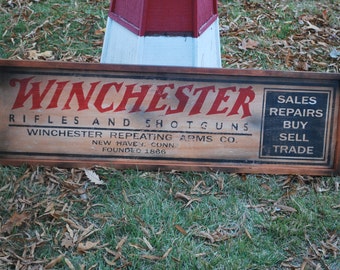 WINCHESTER
RIFLES AND SHOTGUNS
WINCHESTER REPEATING ARMS CO.
NEW HAVEN, CONN.
FOUNDED 1866
SALES
REPAIRS
BUY
SELL
TRADE